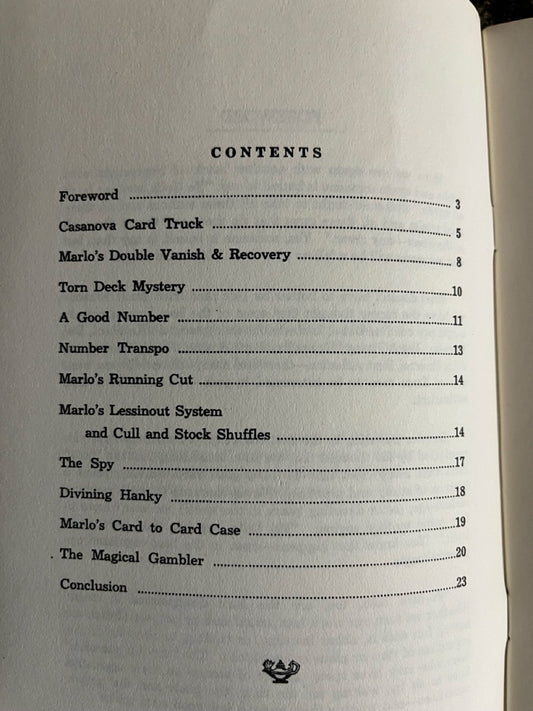 CONTENTS
Foreword ........ 3
Casanova Card Truck ........ 5
Marlo's Double Vanish & Recovery ........ 8
Torn Deck Mystery ........ 10
A Good Number ........ 11
Number Transpo ........ 13
Marlo's Running Cut ........ 14
Marlo's Lessinout System
and Cull and Stock Shuffles ........ 14
The Spy ........ 17
Divining Hanky ........ 18
Marlo's Card to Card Case ........ 19
The Magical Gambler ........ 20
Conclusion ........ 23